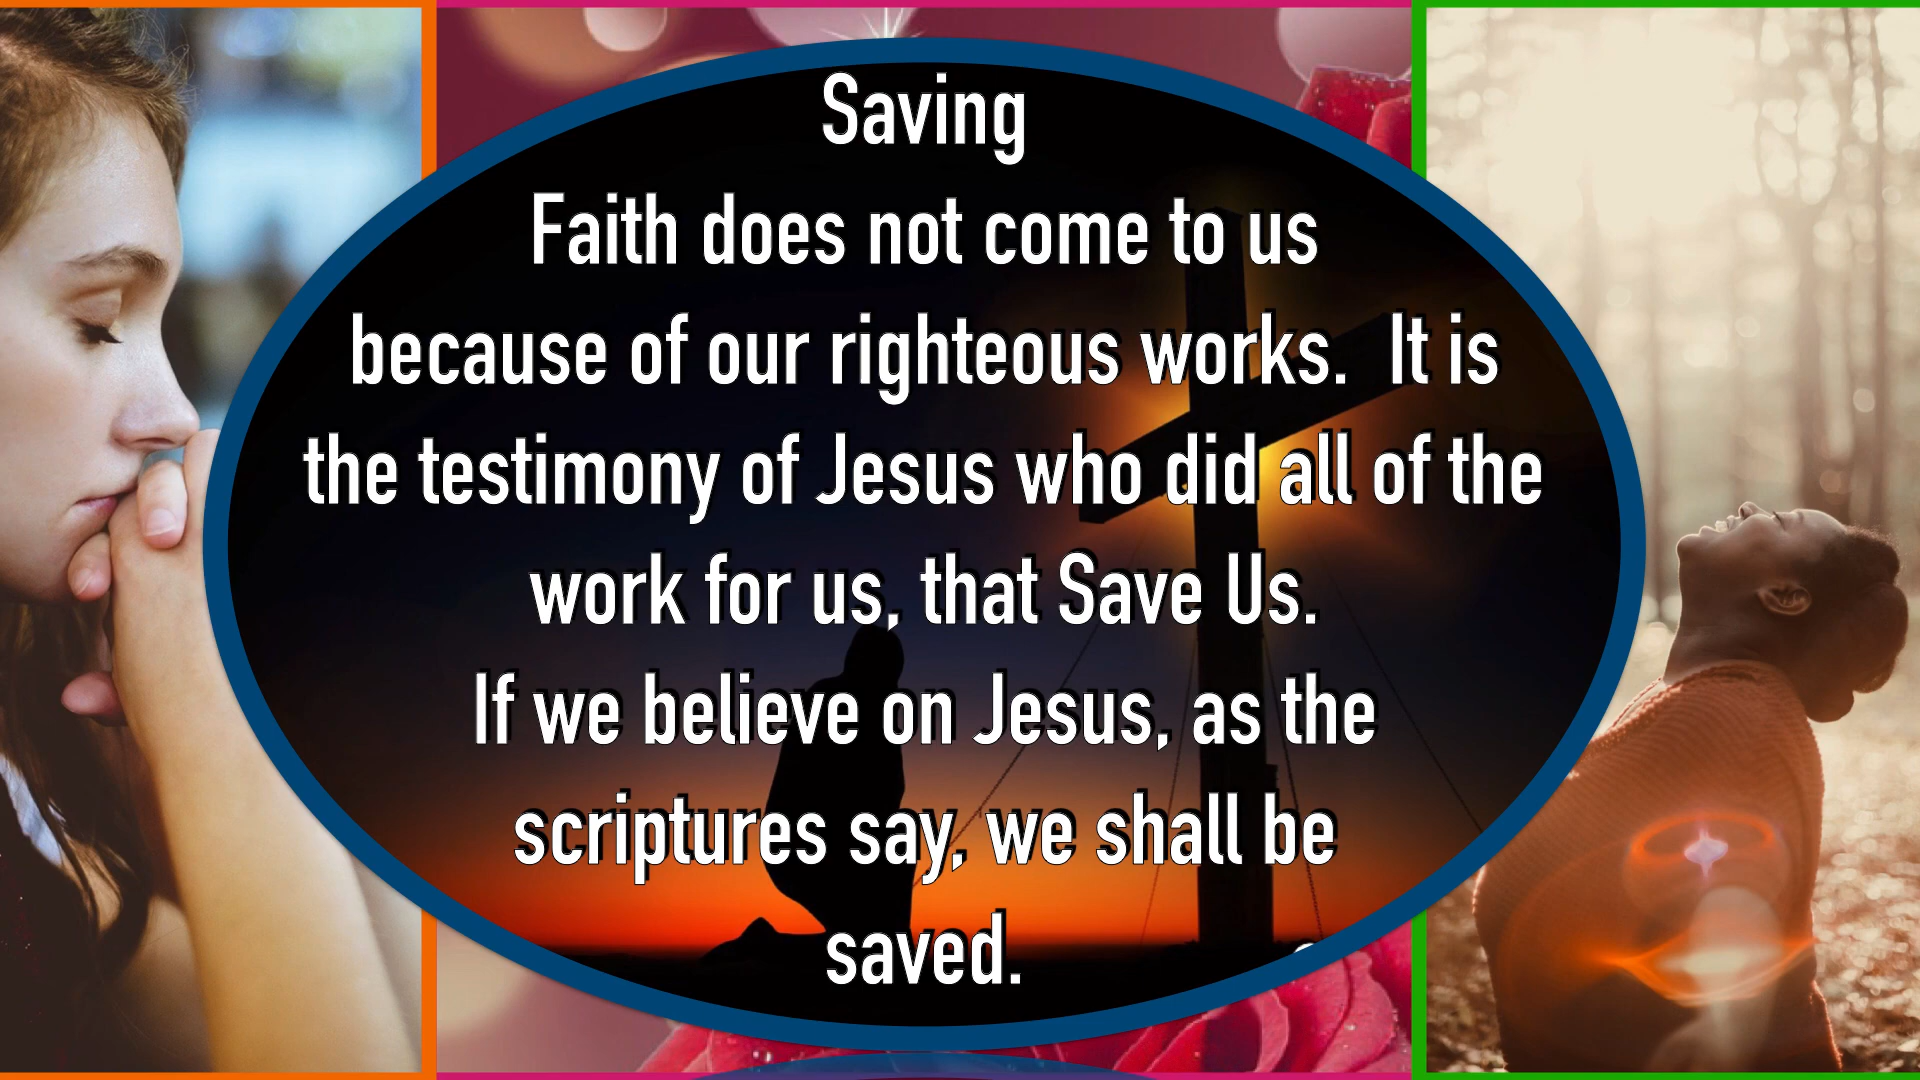 Saving
Faith does not come to us
because of our righteous works.  It is
the testimony of Jesus who did all of the
work for us, that Save Us.
If we believe on Jesus, as the
scriptures say, we shall be
saved.